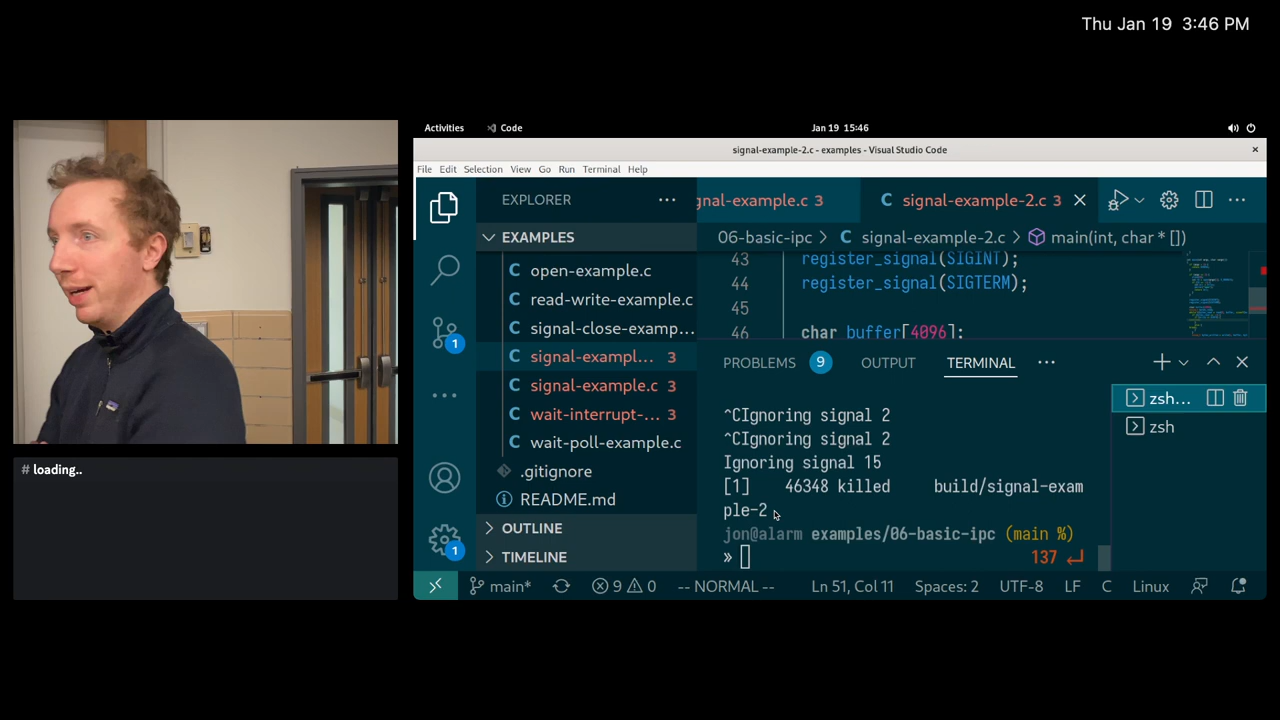 Thu Jan 19 3:46 PM
# loading..
Activities Code Jan 19 15:46
signal-example-2.c - examples - Visual Studio Code ×
File Edit Selection View Go Run Terminal Help
EXPLORER ···
gnal-example.c 3 C signal-example-2.c 3
EXAMPLES
06-basic-ipc > C signal-example-2.c > main(int, char * [])
C open-example.c
C read-write-example.c
C signal-close-examp...
C signal-exampl... 3
C signal-example.c 3
C wait-interrupt-... 3
C wait-poll-example.c
.gitignore
README.md
OUTLINE
TIMELINE
1
1
43 register_signal(SIGINT);
44 register_signal(SIGTERM);
45
46 char buffer[4096];
PROBLEMS 9 OUTPUT TERMINAL ···
^CIgnoring signal 2
^CIgnoring signal 2
Ignoring signal 15
[1] 46348 killed build/signal-exam
ple-2
jon@alarm examples/06-basic-ipc (main %)
» 137 ↵
zsh...
zsh
main* 9 0 -- NORMAL -- Ln 51, Col 11 Spaces: 2 UTF-8 LF C Linux